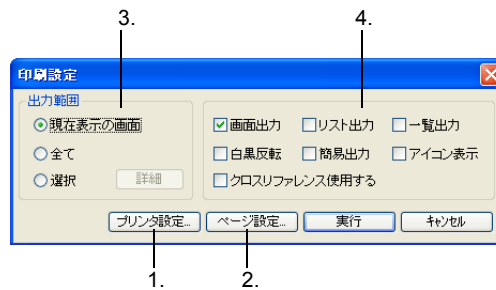 3.
4.
印刷設定
出力範囲
現在表示の画面
全て
選択
詳細
画面出力
リスト出力
一覧出力
白黒反転
簡易出力
アイコン表示
クロスリファレンス使用する
プリンタ設定...
ページ設定...
実行
キャンセル
1.
2.